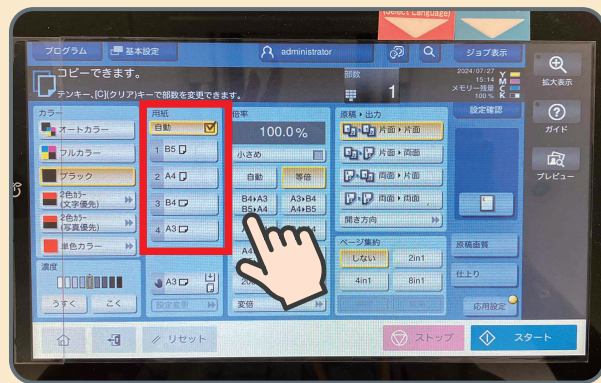 (Select Language)
プログラム
基本設定
administrator
ジョブ表示
コピーできます。
テンキー、[C](クリア)キーで部数を変更できます。
部数
1
2024/07/27
15:14
メモリー残量
100 %
Y
M
C
K
拡大表示
ガイド
プレビュー
カラー
オートカラー
フルカラー
ブラック
2色カラー
(文字優先)
2色カラー
(写真優先)
単色カラー
濃度
うすく
こく
用紙
自動
1 B5
2 A4
3 B4
4 A3
A3
設定変更
倍率
100.0 %
小さめ
自動
等倍
B4▸A3
B5▸A4
A3▸B4
A4▸B5
変倍
原稿▸出力
片面▸片面
片面▸両面
両面▸片面
両面▸両面
開き方向
ページ集約
しない
2in1
4in1
8in1
設定確認
原稿画質
仕上り
応用設定
リセット
ストップ
スタート